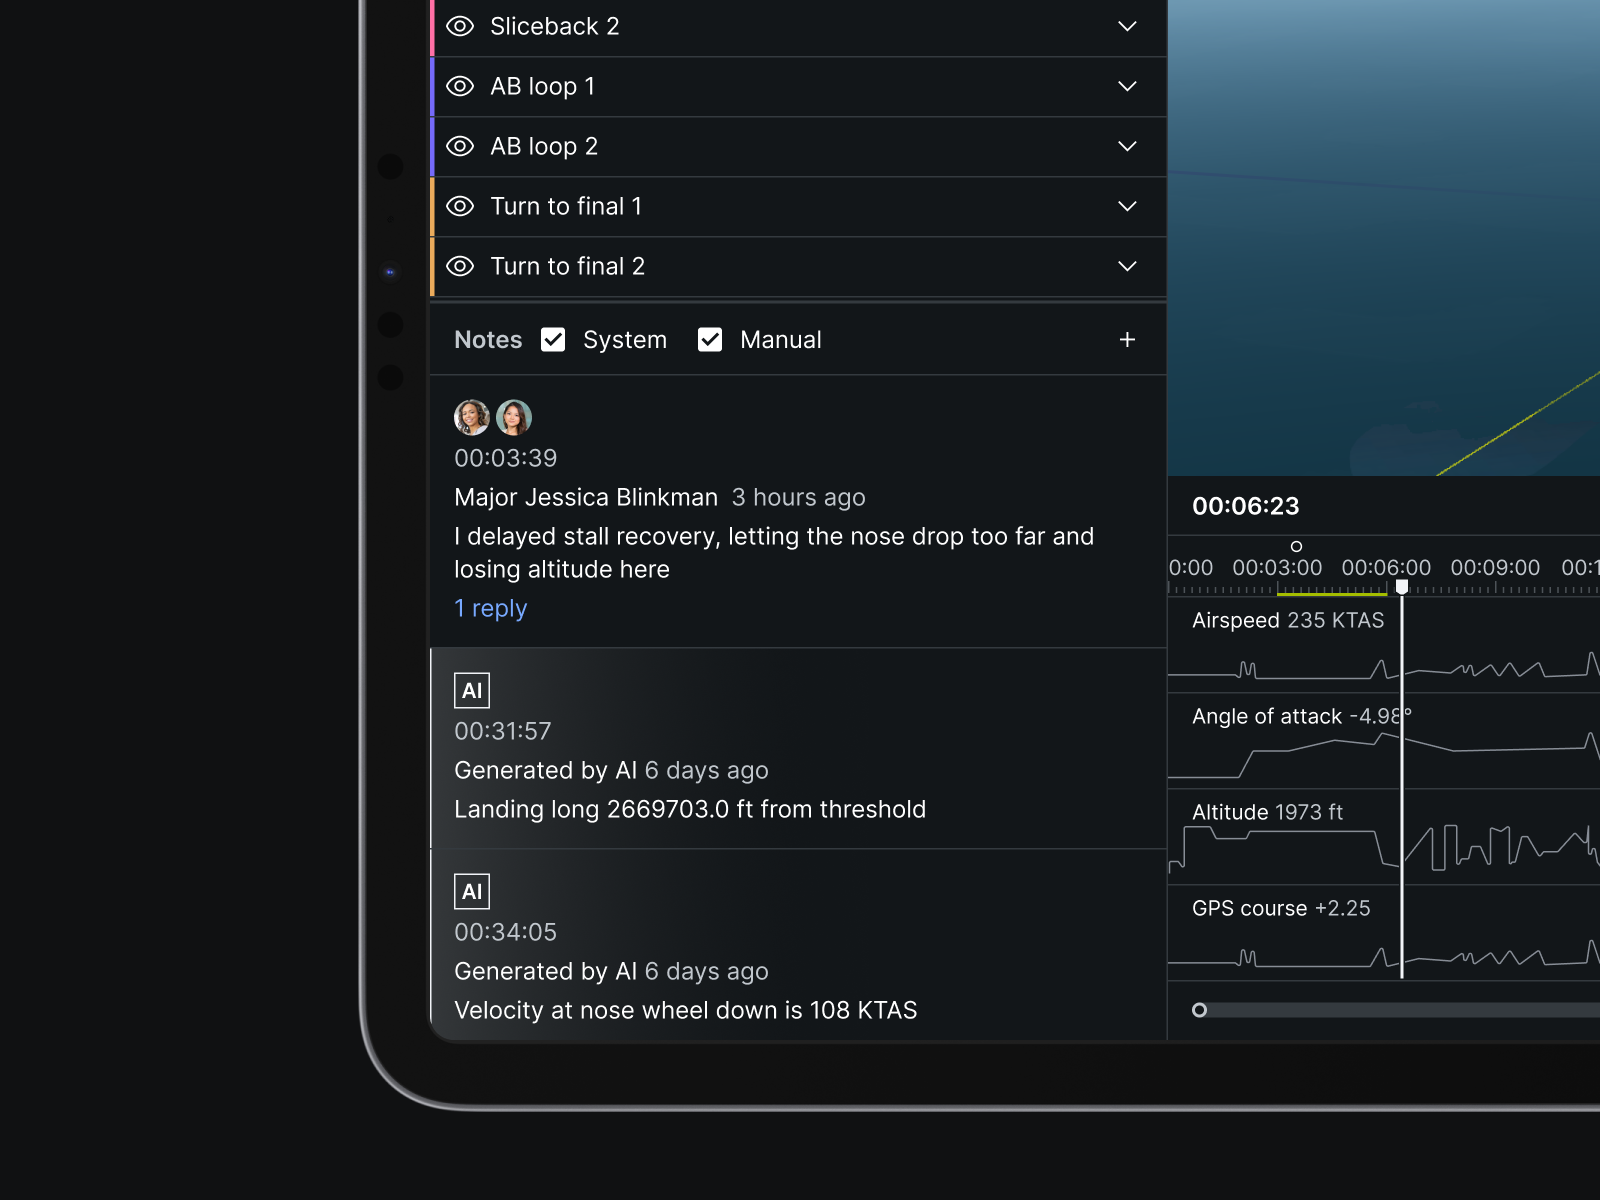 Sliceback 2
AB loop 1
AB loop 2
Turn to final 1
Turn to final 2
Notes System Manual
00:03:39
Major Jessica Blinkman 3 hours ago
I delayed stall recovery, letting the nose drop too far and
losing altitude here
1 reply
AI
00:31:57
Generated by AI 6 days ago
Landing long 2669703.0 ft from threshold
AI
00:34:05
Generated by AI 6 days ago
Velocity at nose wheel down is 108 KTAS
00:06:23
0:00 00:03:00 00:06:00 00:09:00 00:1
Airspeed 235 KTAS
Angle of attack -4.98°
Altitude 1973 ft
GPS course +2.25